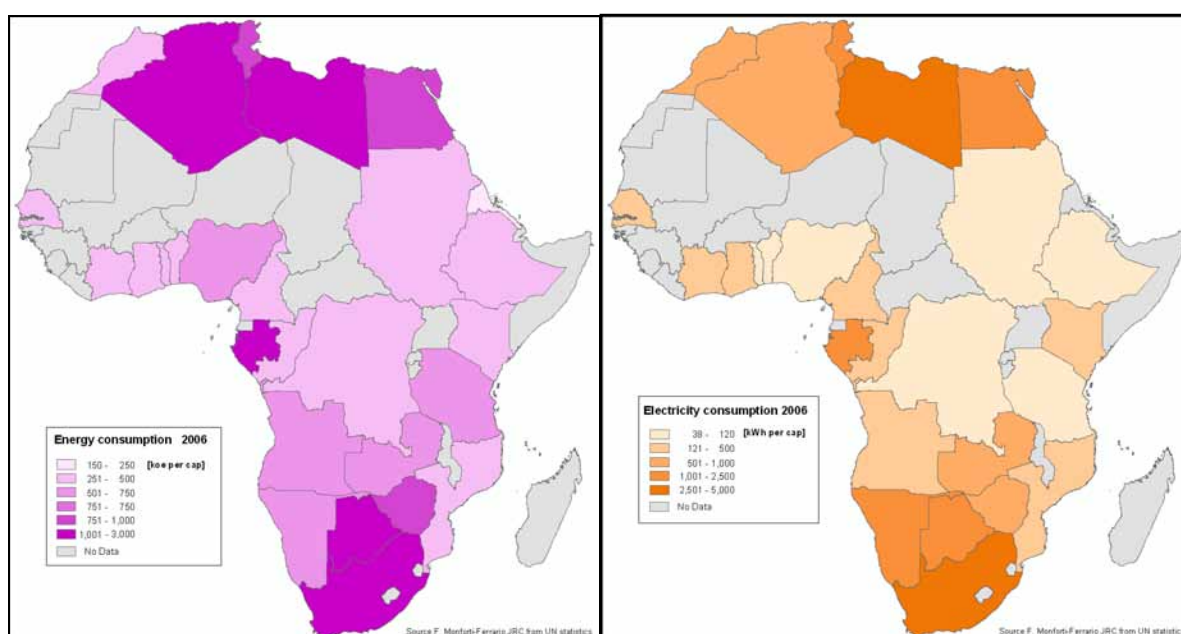 Energy consumption 2006
150 - 250 [koe per cap]
251 - 500
501 - 750
751 - 750
751 - 1,000
1,001 - 3,000
No Data
Source F. Monforti-Ferrario JRC from UN statistics
Electricity consumption 2006
38 - 120 [kWh per cap]
121 - 500
501 - 1,000
1,001 - 2,500
2,501 - 5,000
No Data
Source F. Monforti-Ferrario JRC from UN statistics